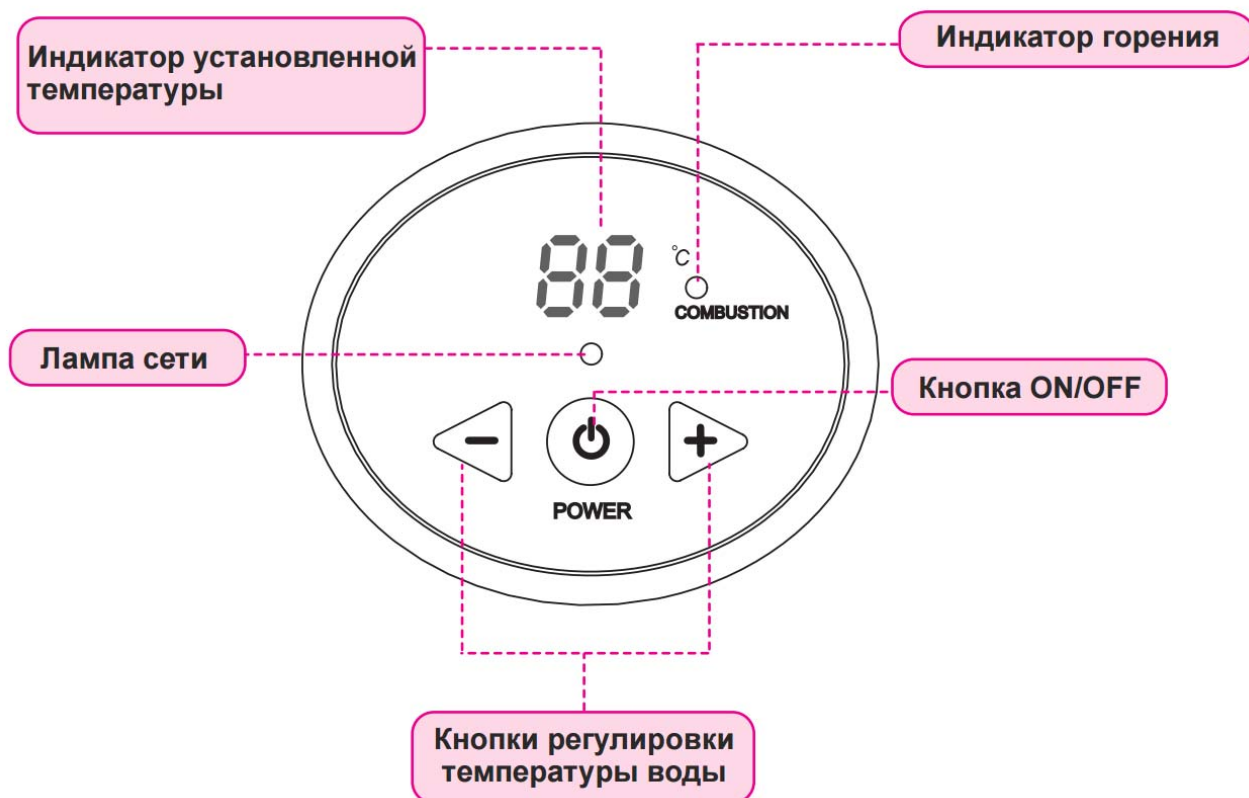 Индикатор установленной
температуры
Индикатор горения
88
°C
COMBUSTION
Лампа сети
Кнопка ON/OFF
POWER
Кнопки регулировки
температуры воды